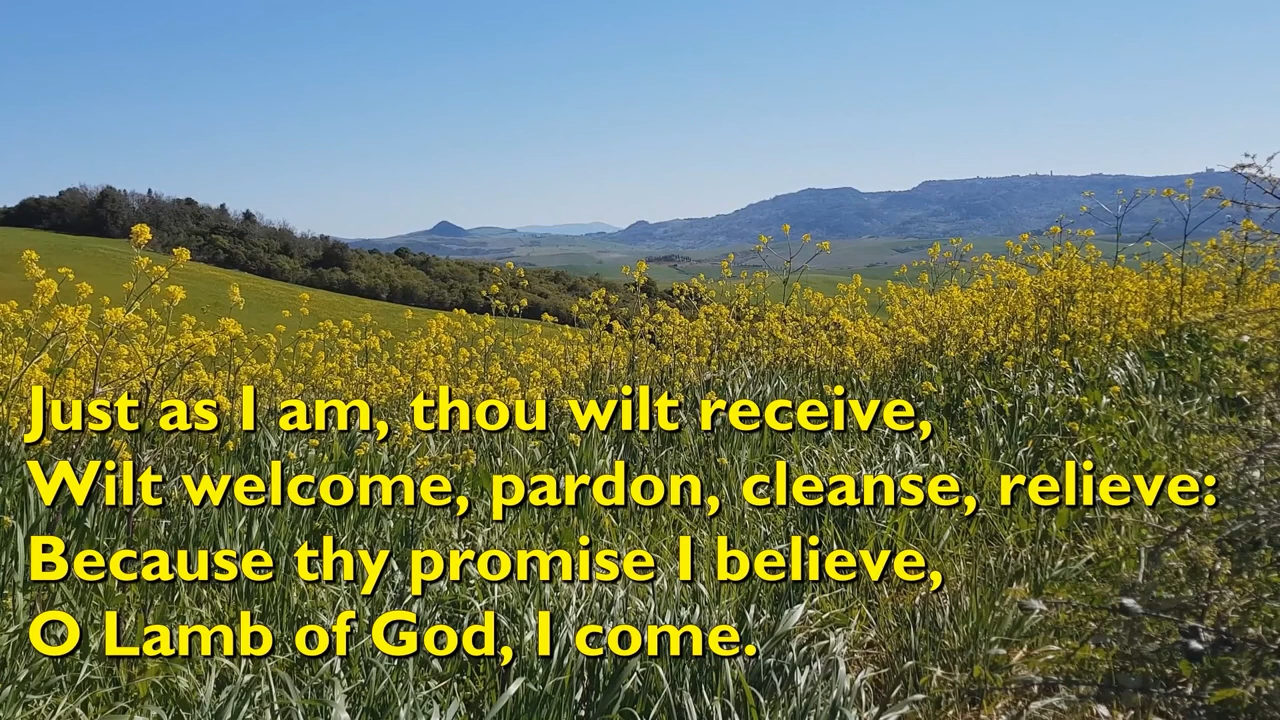 Just as I am, thou wilt receive,
Wilt welcome, pardon, cleanse, relieve:
Because thy promise I believe,
O Lamb of God, I come.